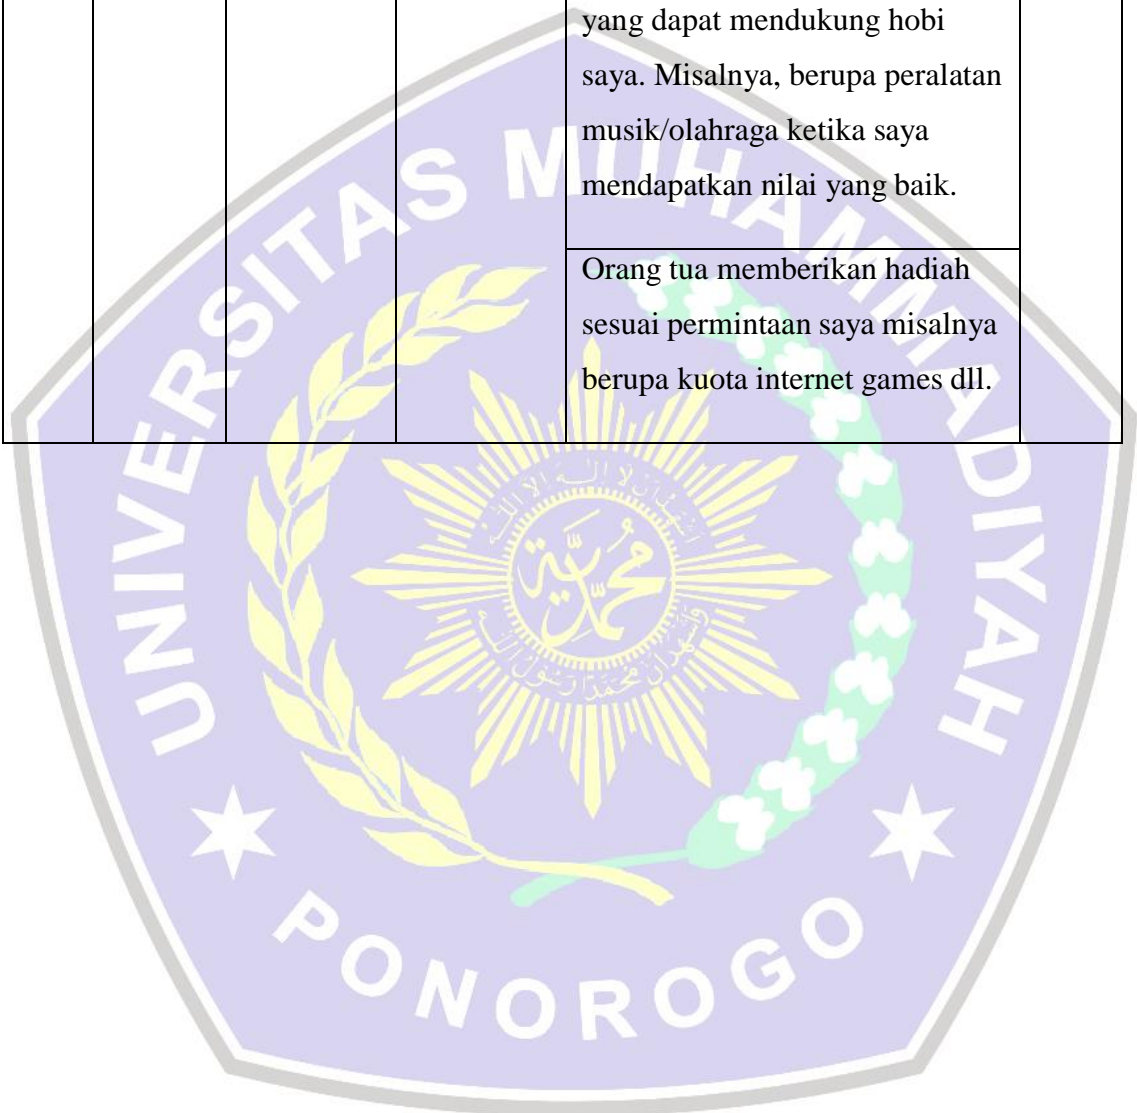 yang dapat mendukung hobi
saya. Misalnya, berupa peralatan
musik/olahraga ketika saya
mendapatkan nilai yang baik.
Orang tua memberikan hadiah
sesuai permintaan saya misalnya
berupa kuota internet games dll.
UNIVERSITAS MUHAMMADIYAH
PONOROGO
محمدية